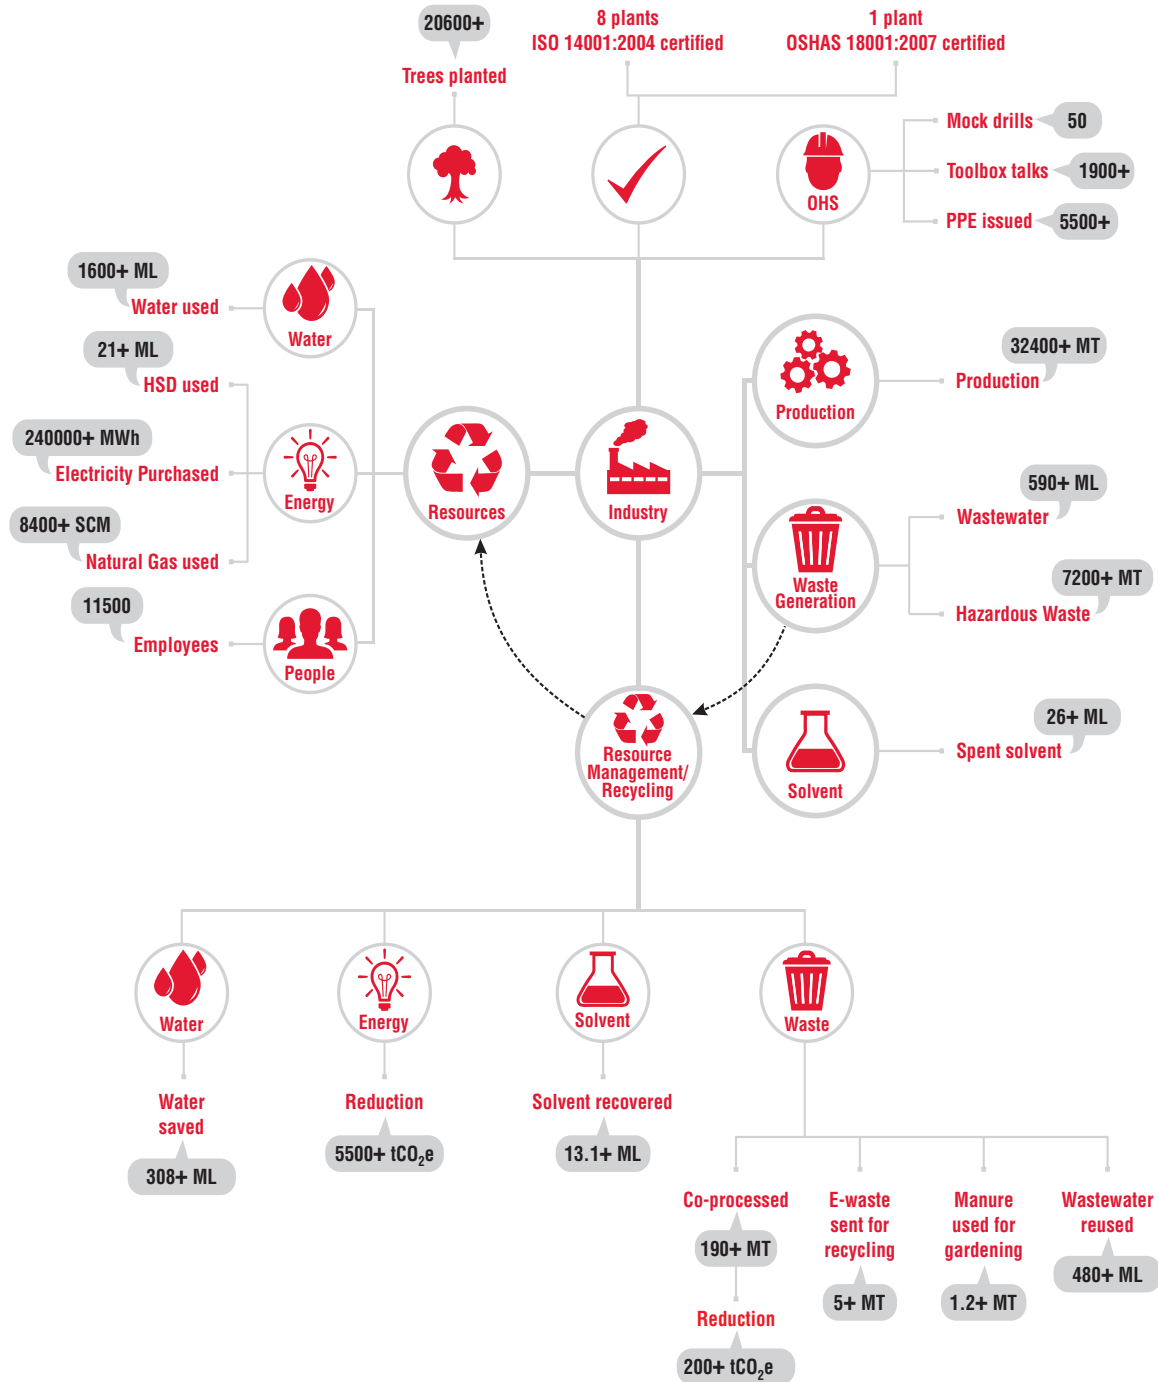 20600+
Trees planted
8 plants
ISO 14001:2004 certified
1 plant
OSHAS 18001:2007 certified
OHS
Mock drills
50
Toolbox talks
1900+
PPE issued
5500+
1600+ ML
Water used
Water
21+ ML
HSD used
240000+ MWh
Electricity Purchased
Energy
8400+ SCM
Natural Gas used
11500
Employees
People
Resources
Industry
Production
32400+ MT
Production
Waste
Generation
590+ ML
Wastewater
7200+ MT
Hazardous Waste
Solvent
26+ ML
Spent solvent
Resource
Management/
Recycling
Water
Water
saved
308+ ML
Energy
Reduction
5500+ tCO₂e
Solvent
Solvent recovered
13.1+ ML
Waste
Co-processed
190+ MT
Reduction
200+ tCO₂e
E-waste
sent for
recycling
5+ MT
Manure
used for
gardening
1.2+ MT
Wastewater
reused
480+ ML